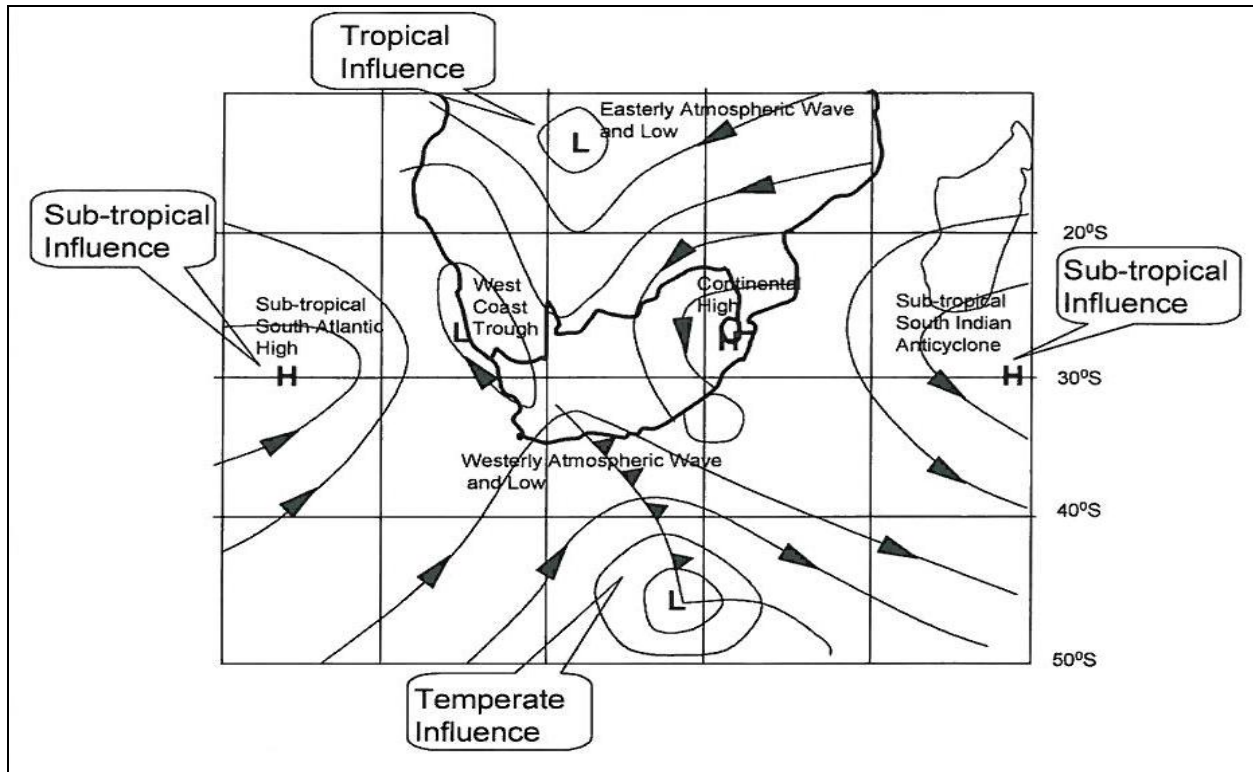 Tropical
Influence
Easterly Atmospheric Wave
and Low
L
Sub-tropical
Influence
20°S
Sub-tropical
Influence
West
Coast
Trough
L
Continental
High
H
L
Sub-tropical
South Atlantic
High
H
Sub-tropical
South Indian
Anticyclone
H
30°S
Westerly Atmospheric Wave
and Low
40°S
L
50°S
Temperate
Influence